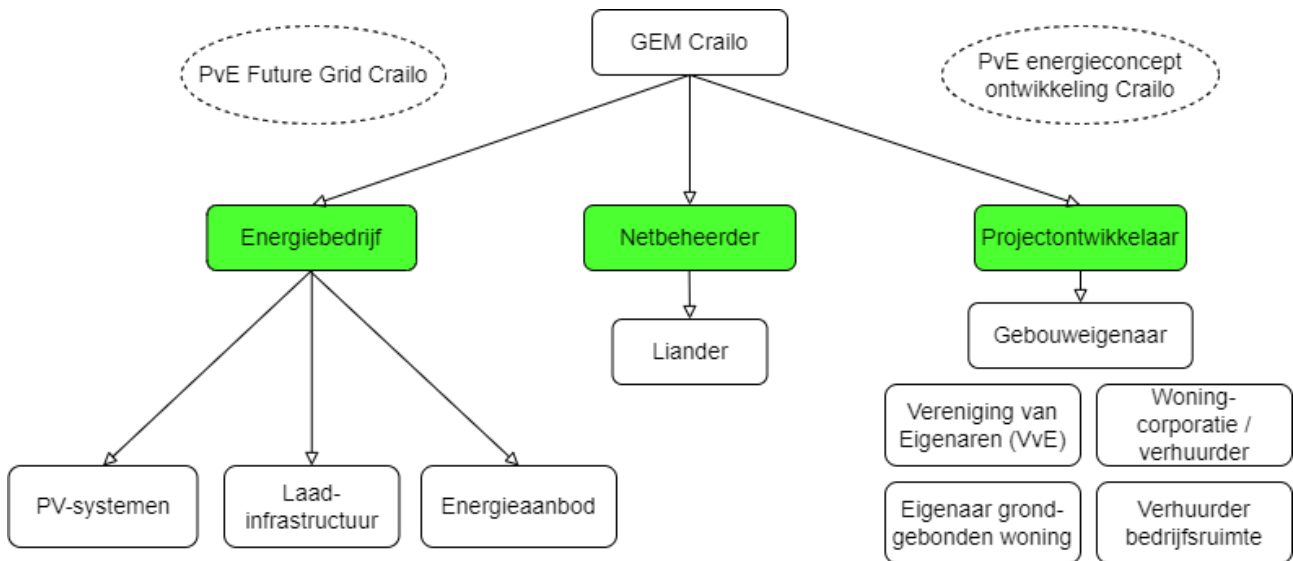 GEM Crailo
PvE Future Grid Crailo
PvE energieconcept
ontwikkeling Crailo
Energiebedrijf
Netbeheerder
Projectontwikkelaar
Liander
Gebouweigenaar
Vereniging van
Eigenaren (VvE)
Woning-
corporatie /
verhuurder
PV-systemen
Laad-
infrastructuur
Energieaanbod
Eigenaar grond-
gebonden woning
Verhuurder
bedrijfsruimte